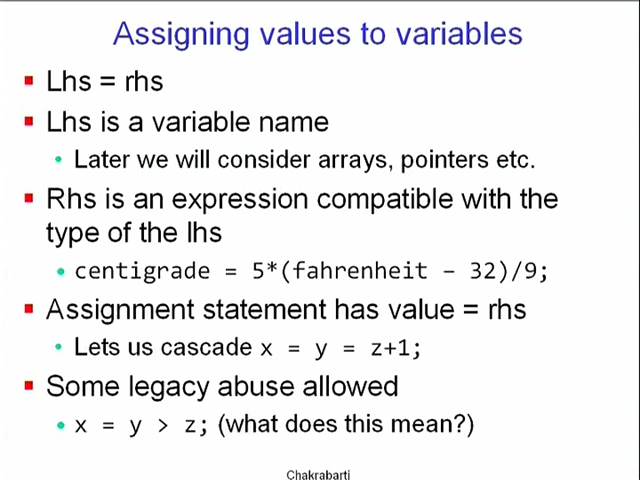 Assigning values to variables
Lhs = rhs
Lhs is a variable name
Later we will consider arrays, pointers etc.
Rhs is an expression compatible with the
type of the lhs
centigrade = 5*(fahrenheit – 32)/9;
Assignment statement has value = rhs
Lets us cascade x = y = z+1;
Some legacy abuse allowed
x = y > z; (what does this mean?)
Chakrabarti